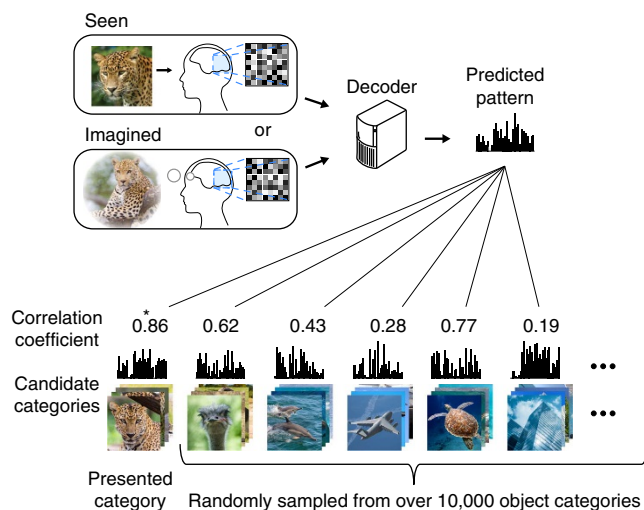 Seen
Imagined
or
Decoder
Predicted
pattern
Correlation
coefficient
*
0.86 0.62 0.43 0.28 0.77 0.19
•••
Candidate
categories
•••
Presented
category
Randomly sampled from over 10,000 object categories